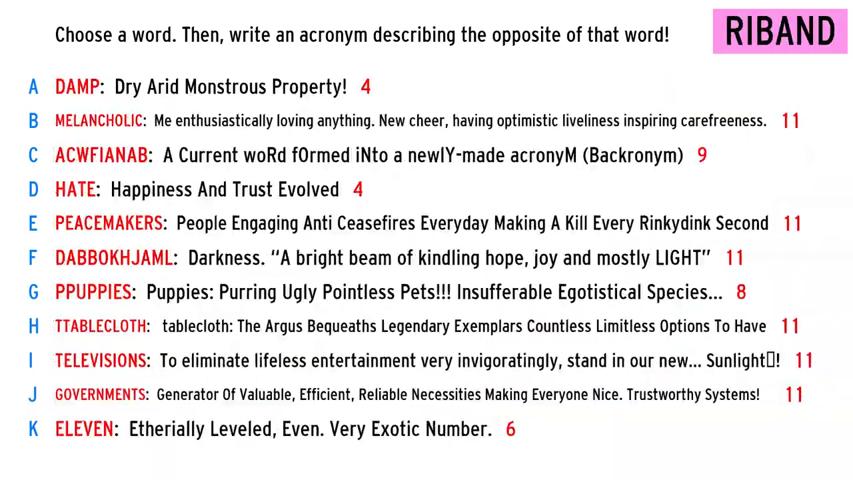 Choose a word. Then, write an acronym describing the opposite of that word!
RIBAND
A DAMP: Dry Arid Monstrous Property! 4
B MELANCHOLIC: Me enthusiastically loving anything. New cheer, having optimistic liveliness inspiring carefreeness. 11
C ACWFIANAB: A Current woRd fOrmed iNto a newlY-made acronyM (Backronym) 9
D HATE: Happiness And Trust Evolved 4
E PEACEMAKERS: People Engaging Anti Ceasefires Everyday Making A Kill Every Rinkydink Second 11
F DABBOKHJAML: Darkness. “A bright beam of kindling hope, joy and mostly LIGHT” 11
G PPUPPIES: Puppies: Purring Ugly Pointless Pets!!! Insufferable Egotistical Species... 8
H TTABLECLOTH: tablecloth: The Argus Bequeaths Legendary Exemplars Countless Limitless Options To Have 11
I TELEVISIONS: To eliminate lifeless entertainment very invigoratingly, stand in our new... Sunlight▯! 11
J GOVERNMENTS: Generator Of Valuable, Efficient, Reliable Necessities Making Everyone Nice. Trustworthy Systems! 11
K ELEVEN: Etherially Leveled, Even. Very Exotic Number. 6